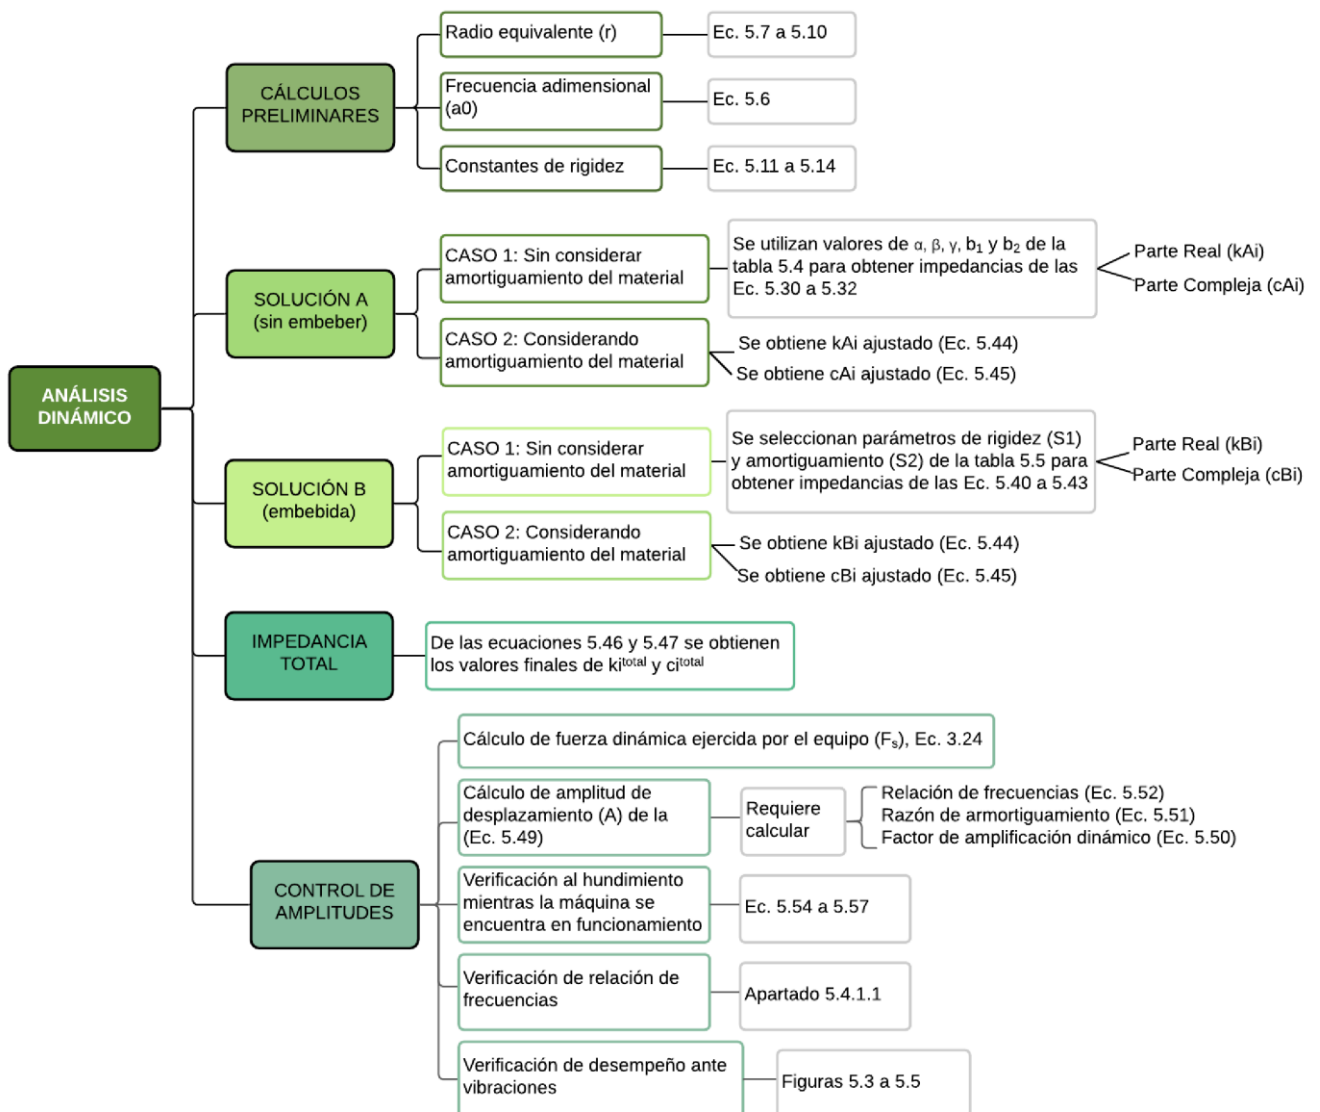 ANÁLISIS
DINÁMICO
CÁLCULOS
PRELIMINARES
Radio equivalente (r)
Ec. 5.7 a 5.10
Frecuencia adimensional
(a0)
Ec. 5.6
Constantes de rigidez
Ec. 5.11 a 5.14
SOLUCIÓN A
(sin embeber)
CASO 1: Sin considerar
amortiguamiento del material
Se utilizan valores de α, β, γ, b₁ y b₂ de la
tabla 5.4 para obtener impedancias de las
Ec. 5.30 a 5.32
Parte Real (kAi)
Parte Compleja (cAi)
CASO 2: Considerando
amortiguamiento del material
Se obtiene kAi ajustado (Ec. 5.44)
Se obtiene cAi ajustado (Ec. 5.45)
SOLUCIÓN B
(embebida)
CASO 1: Sin considerar
amortiguamiento del material
Se seleccionan parámetros de rigidez (S1)
y amortiguamiento (S2) de la tabla 5.5 para
obtener impedancias de las Ec. 5.40 a 5.43
Parte Real (kBi)
Parte Compleja (cBi)
CASO 2: Considerando
amortiguamiento del material
Se obtiene kBi ajustado (Ec. 5.44)
Se obtiene cBi ajustado (Ec. 5.45)
IMPEDANCIA
TOTAL
De las ecuaciones 5.46 y 5.47 se obtienen
los valores finales de ki^total y ci^total
CONTROL DE
AMPLITUDES
Cálculo de fuerza dinámica ejercida por el equipo (Fₛ), Ec. 3.24
Cálculo de amplitud de
desplazamiento (A) de la
(Ec. 5.49)
Requiere
calcular
Relación de frecuencias (Ec. 5.52)
Razón de armortiguamiento (Ec. 5.51)
Factor de amplificación dinámico (Ec. 5.50)
Verificación al hundimiento
mientras la máquina se
encuentra en funcionamiento
Ec. 5.54 a 5.57
Verificación de relación de
frecuencias
Apartado 5.4.1.1
Verificación de desempeño ante
vibraciones
Figuras 5.3 a 5.5